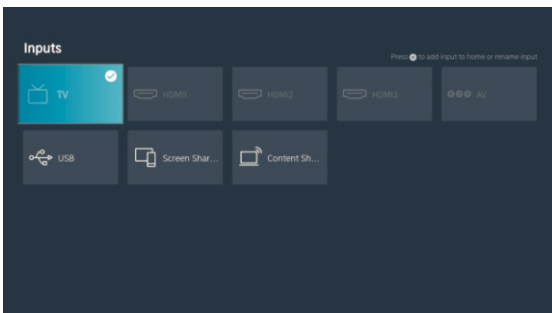 Inputs
Press to add input to home or rename input
TV
HDMI1
HDMI2
HDMI3
AV
USB
Screen Shar...
Content Sh...